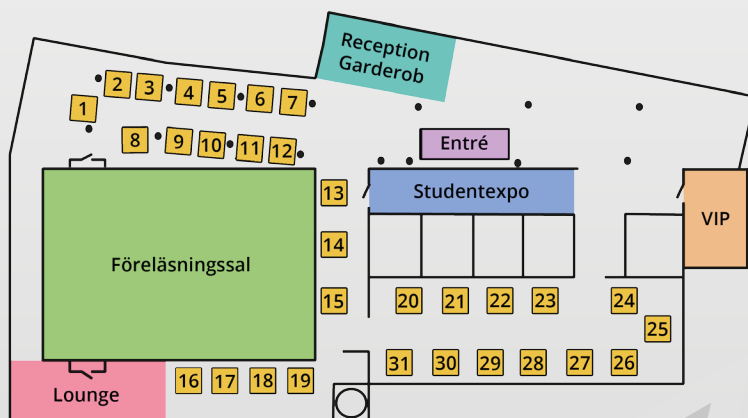 Reception
Garderob
2 3 4 5 6 7
1
8 9 10 11 12
Entré
13
Studentexpo
VIP
14
Föreläsningssal
15
20 21 22 23 24
25
31 30 29 28 27 26
16 17 18 19
Lounge